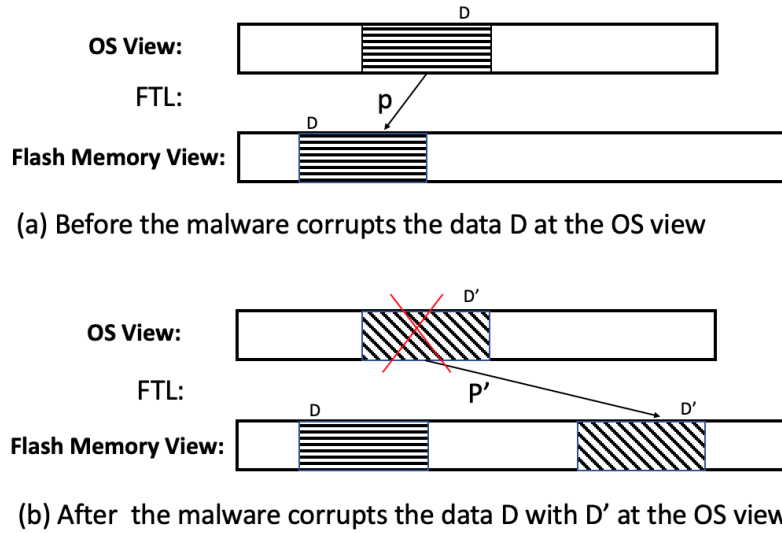 D
OS View:
FTL:
p
D
Flash Memory View:
(a) Before the malware corrupts the data D at the OS view
D'
OS View:
FTL:
P'
D
D'
Flash Memory View:
(b) After the malware corrupts the data D with D' at the OS view